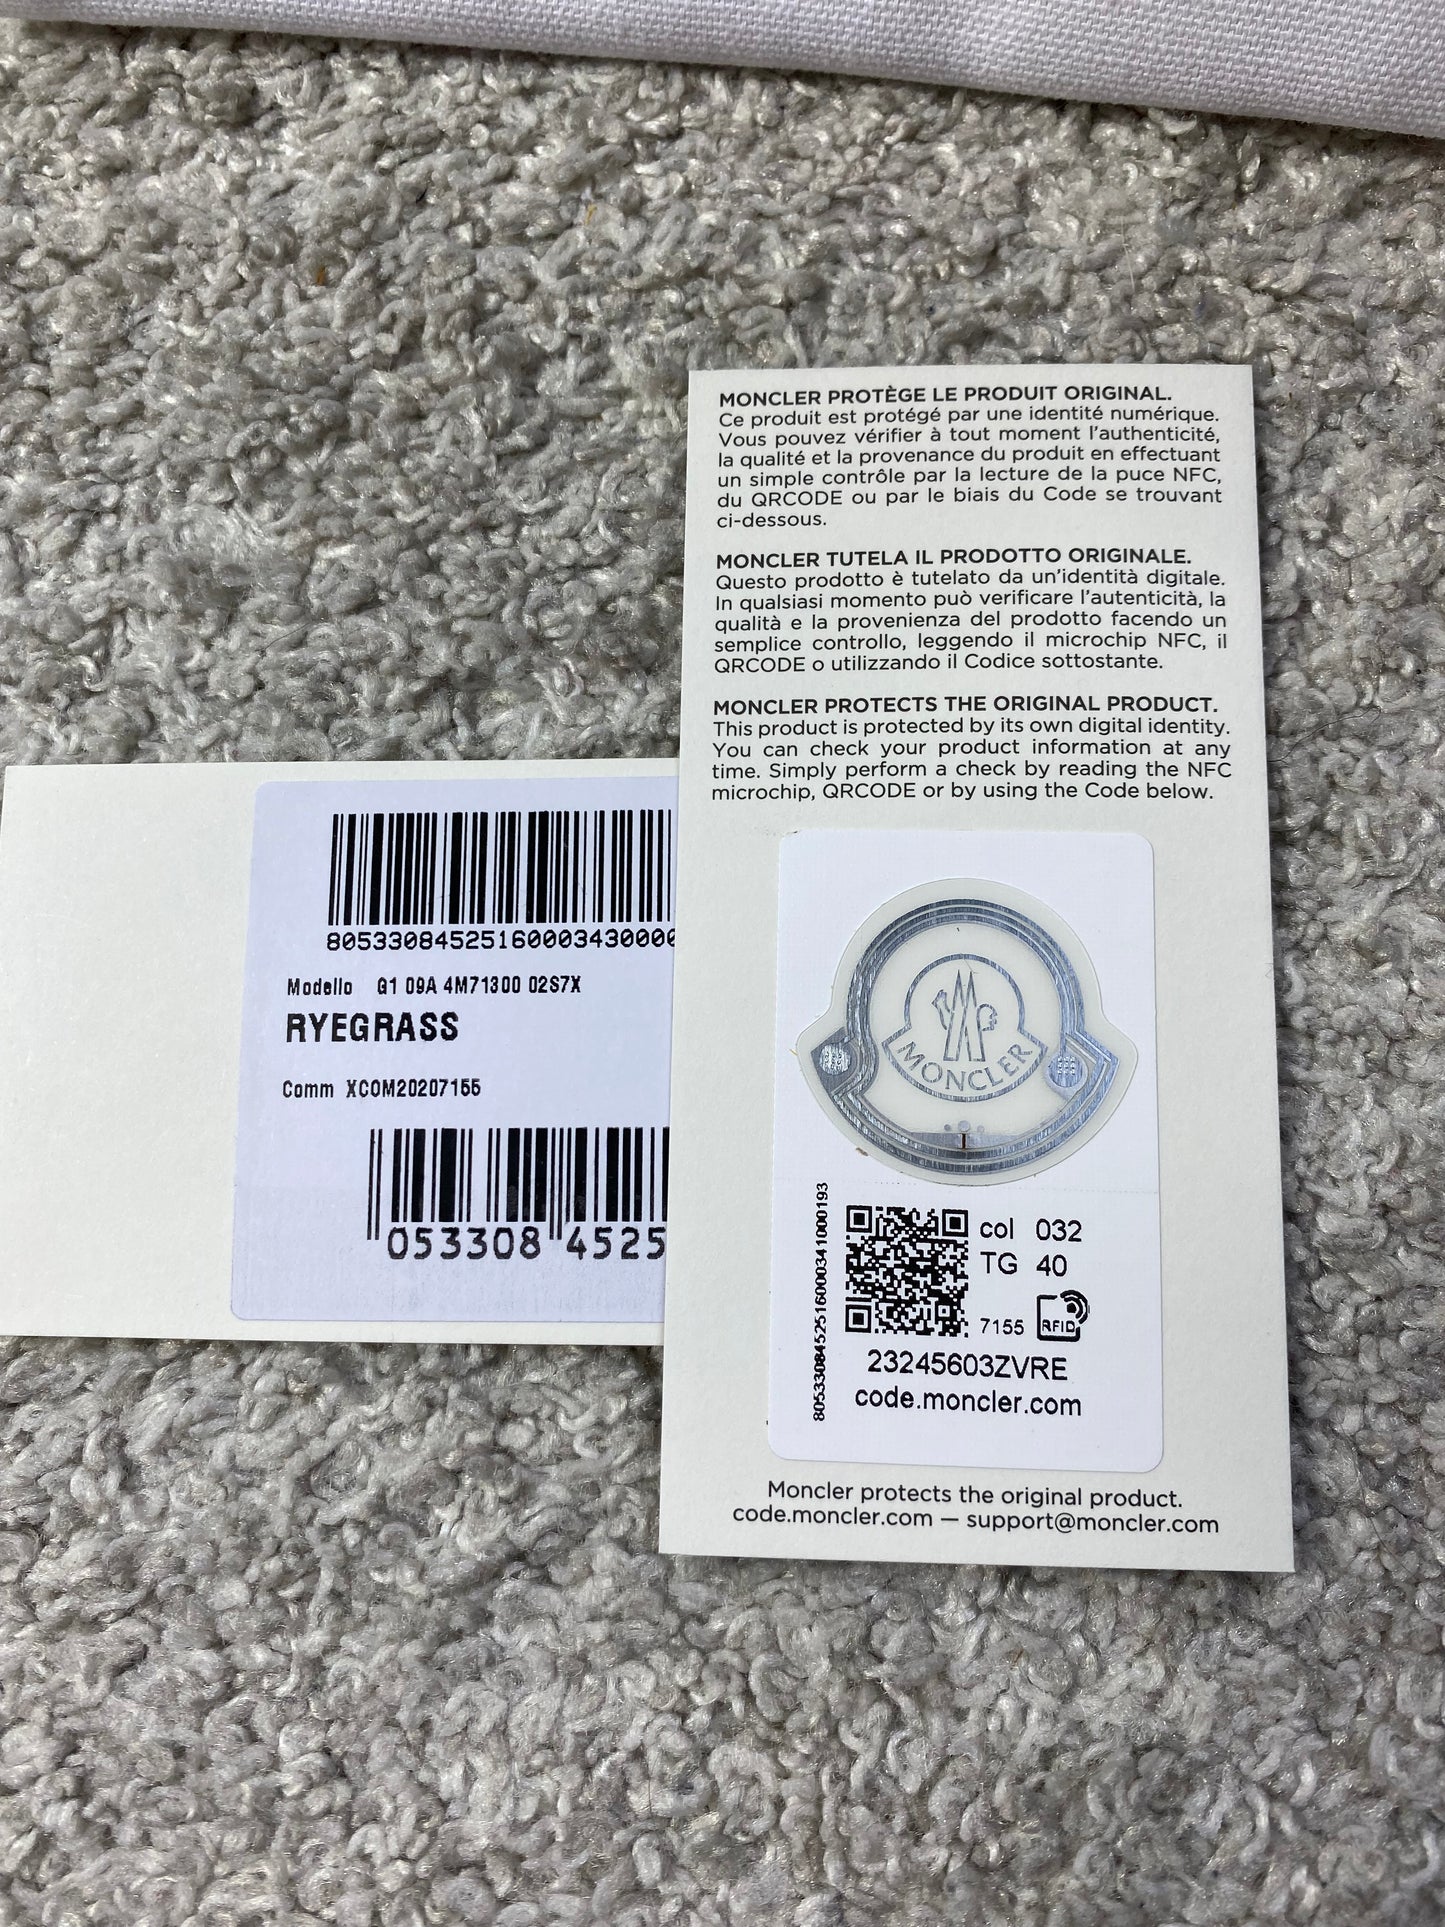 MONCLER PROTÈGE LE PRODUIT ORIGINAL.
Ce produit est protégé par une identité numérique.
Vous pouvez vérifier à tout moment l'authenticité,
la qualité et la provenance du produit en effectuant
un simple contrôle par la lecture de la puce NFC,
du QRCODE ou par le biais du Code se trouvant
ci-dessous.
MONCLER TUTELA IL PRODOTTO ORIGINALE.
Questo prodotto è tutelato da un'identità digitale.
In qualsiasi momento può verificare l'autenticità, la
qualità e la provenienza del prodotto facendo un
semplice controllo, leggendo il microchip NFC, il
QRCODE o utilizzando il Codice sottostante.
MONCLER PROTECTS THE ORIGINAL PRODUCT.
This product is protected by its own digital identity.
You can check your product information at any
time. Simply perform a check by reading the NFC
microchip, QRCODE or by using the Code below.
MONCLER
8053308452516000341000193
col 032
TG 40
7155 RFID
23245603ZVRE
code.moncler.com
Moncler protects the original product.
code.moncler.com — support@moncler.com
80533084525160003430000
Modello G1 09A 4M71300 02S7X
RYEGRASS
Comm XCOM20207155
053308 4525